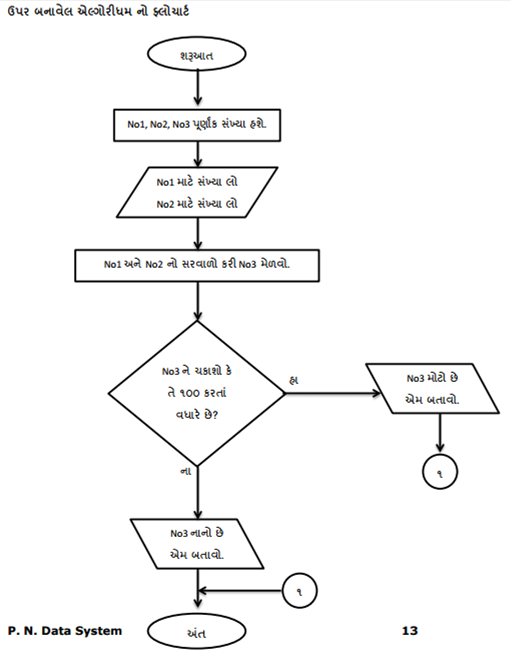 ઉપર બનાવેલ એલ્ગોરીધમ નો ફ્લોચાર્ટ
શરૂઆત
No1, No2, No3 પૂર્ણાંક સંખ્યા હશે.
No1 માટે સંખ્યા લો
No2 માટે સંખ્યા લો
No1 અને No2 નો સરવાળો કરી No3 મેળવો.
No3 ને ચકાશો કે
તે ૧૦૦ કરતાં
વધારે છે?
હા
No3 મોટો છે
એમ બતાવો.
૧
ના
No3 નાનો છે
એમ બતાવો.
૧
અંત
P. N. Data System 13